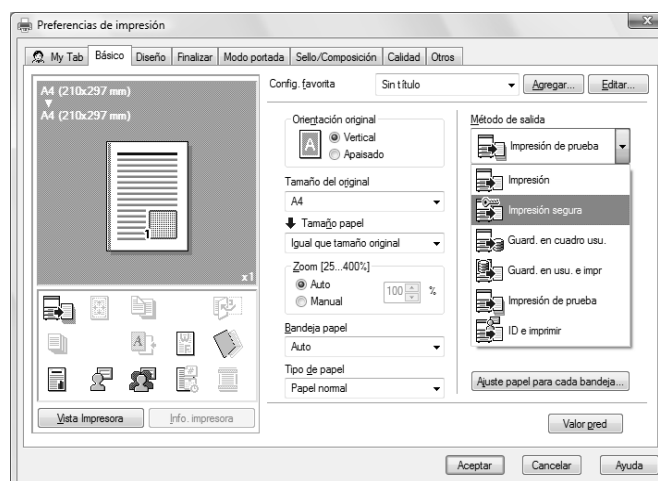 Preferencias de impresión
My Tab Básico Diseño Finalizar Modo portada Sello/Composición Calidad Otros
A4 (210x297 mm)
A4 (210x297 mm)
1
x1
Vista Impresora Info. impresora
Config. favorita Sin título Agregar... Editar...
Orientación original
A
Vertical
Apaisado
Tamaño del original
A4
Tamaño papel
Igual que tamaño original
Zoom [25...400%]
Auto
Manual
100 %
Bandeja papel
Auto
Tipo de papel
Papel normal
Método de salida
Impresión de prueba
Impresión
Impresión segura
Guard. en cuadro usu.
Guard. en usu. e impr
Impresión de prueba
ID e imprimir
Ajuste papel para cada bandeja...
Valor pred
Aceptar Cancelar Ayuda